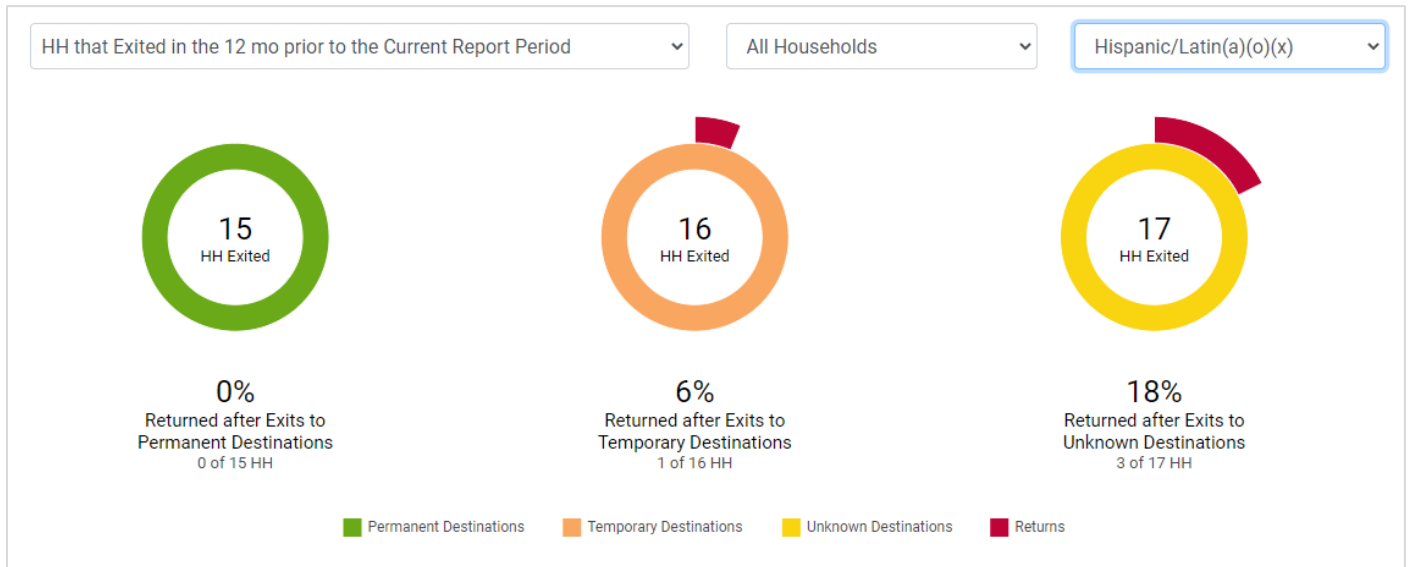 HH that Exited in the 12 mo prior to the Current Report Period
All Households
Hispanic/Latin(a)(o)(x)
15
HH Exited
0%
Returned after Exits to
Permanent Destinations
0 of 15 HH
16
HH Exited
6%
Returned after Exits to
Temporary Destinations
1 of 16 HH
17
HH Exited
18%
Returned after Exits to
Unknown Destinations
3 of 17 HH
Permanent Destinations
Temporary Destinations
Unknown Destinations
Returns